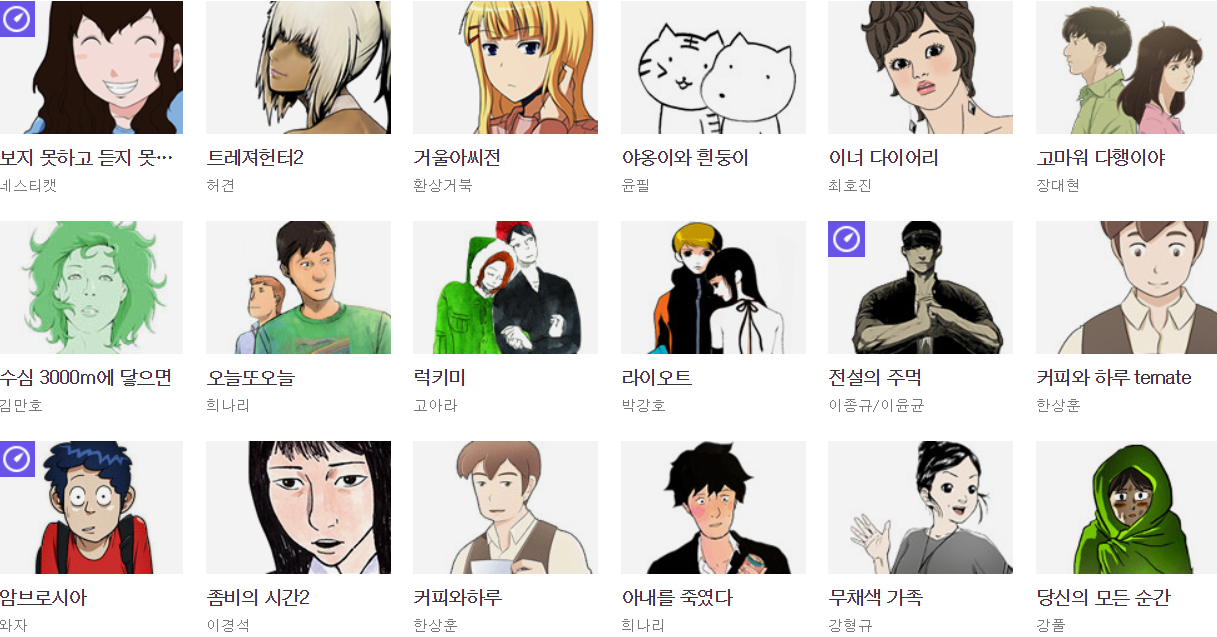 보지 못하고 듣지 못…
네스티캣
트레져헌터2
허견
거울아씨전
환상거북
야옹이와 흰둥이
윤필
이너 다이어리
최호진
고마워 다행이야
장대현
수심 3000m에 닿으면
김만호
오늘또오늘
희나리
럭키미
고아라
라이오트
박강호
전설의 주먹
이종규/이윤균
커피와 하루 ternate
한상훈
암브로시아
와자
좀비의 시간2
이경석
커피와하루
한상훈
아내를 죽였다
희나리
무채색 가족
강형규
당신의 모든 순간
강풀